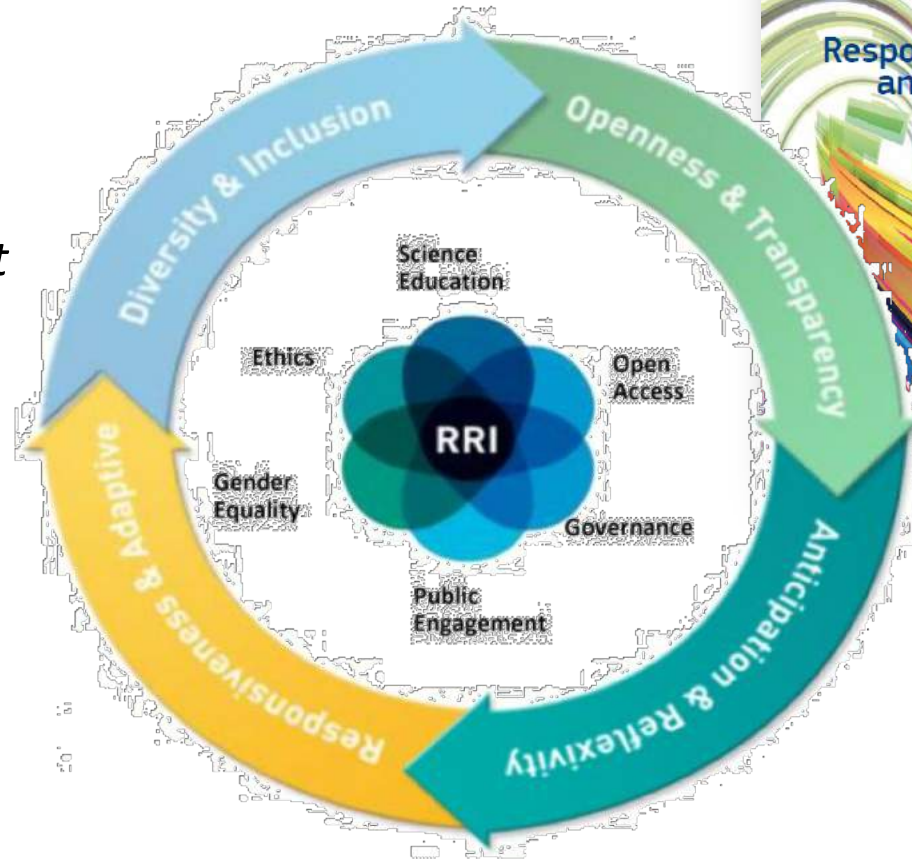 Diversity & Inclusion
Openness & Transparency
Anticipation & Reflexivity
Responsiveness & Adaptive
Science
Education
Open
Access
Governance
Public
Engagement
Gender
Equality
Ethics
RRI